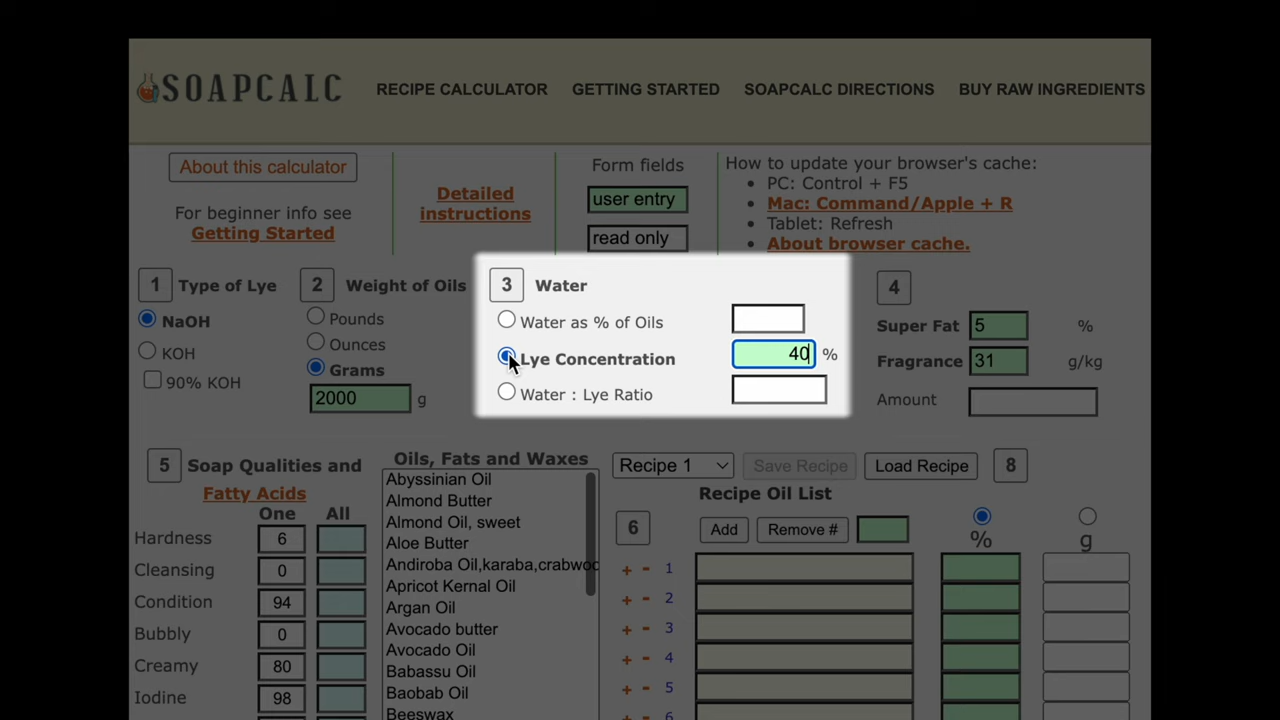 SOAPCALC
RECIPE CALCULATOR GETTING STARTED SOAPCALC DIRECTIONS BUY RAW INGREDIENTS
About this calculator
For beginner info see
Getting Started
Detailed
instructions
Form fields
user entry
read only
How to update your browser's cache:
• PC: Control + F5
• Mac: Command/Apple + R
• Tablet: Refresh
• About browser cache.
1 Type of Lye
NaOH
KOH
90% KOH
2 Weight of Oils
Pounds
Ounces
Grams
2000 g
3 Water
Water as % of Oils
Lye Concentration 40 %
Water : Lye Ratio
4
Super Fat 5 %
Fragrance 31 g/kg
Amount
5 Soap Qualities and
Fatty Acids
One All
Hardness 6
Cleansing 0
Condition 94
Bubbly 0
Creamy 80
Iodine 98
Oils, Fats and Waxes
Abyssinian Oil
Almond Butter
Almond Oil, sweet
Aloe Butter
Andiroba Oil,karaba,crabwoo
Apricot Kernal Oil
Argan Oil
Avocado butter
Avocado Oil
Babassu Oil
Baobab Oil
Beeswax
Recipe 1 Save Recipe Load Recipe 8
Recipe Oil List
6 Add Remove # % g
+ - 1
+ - 2
+ - 3
+ - 4
+ - 5
+ - 6